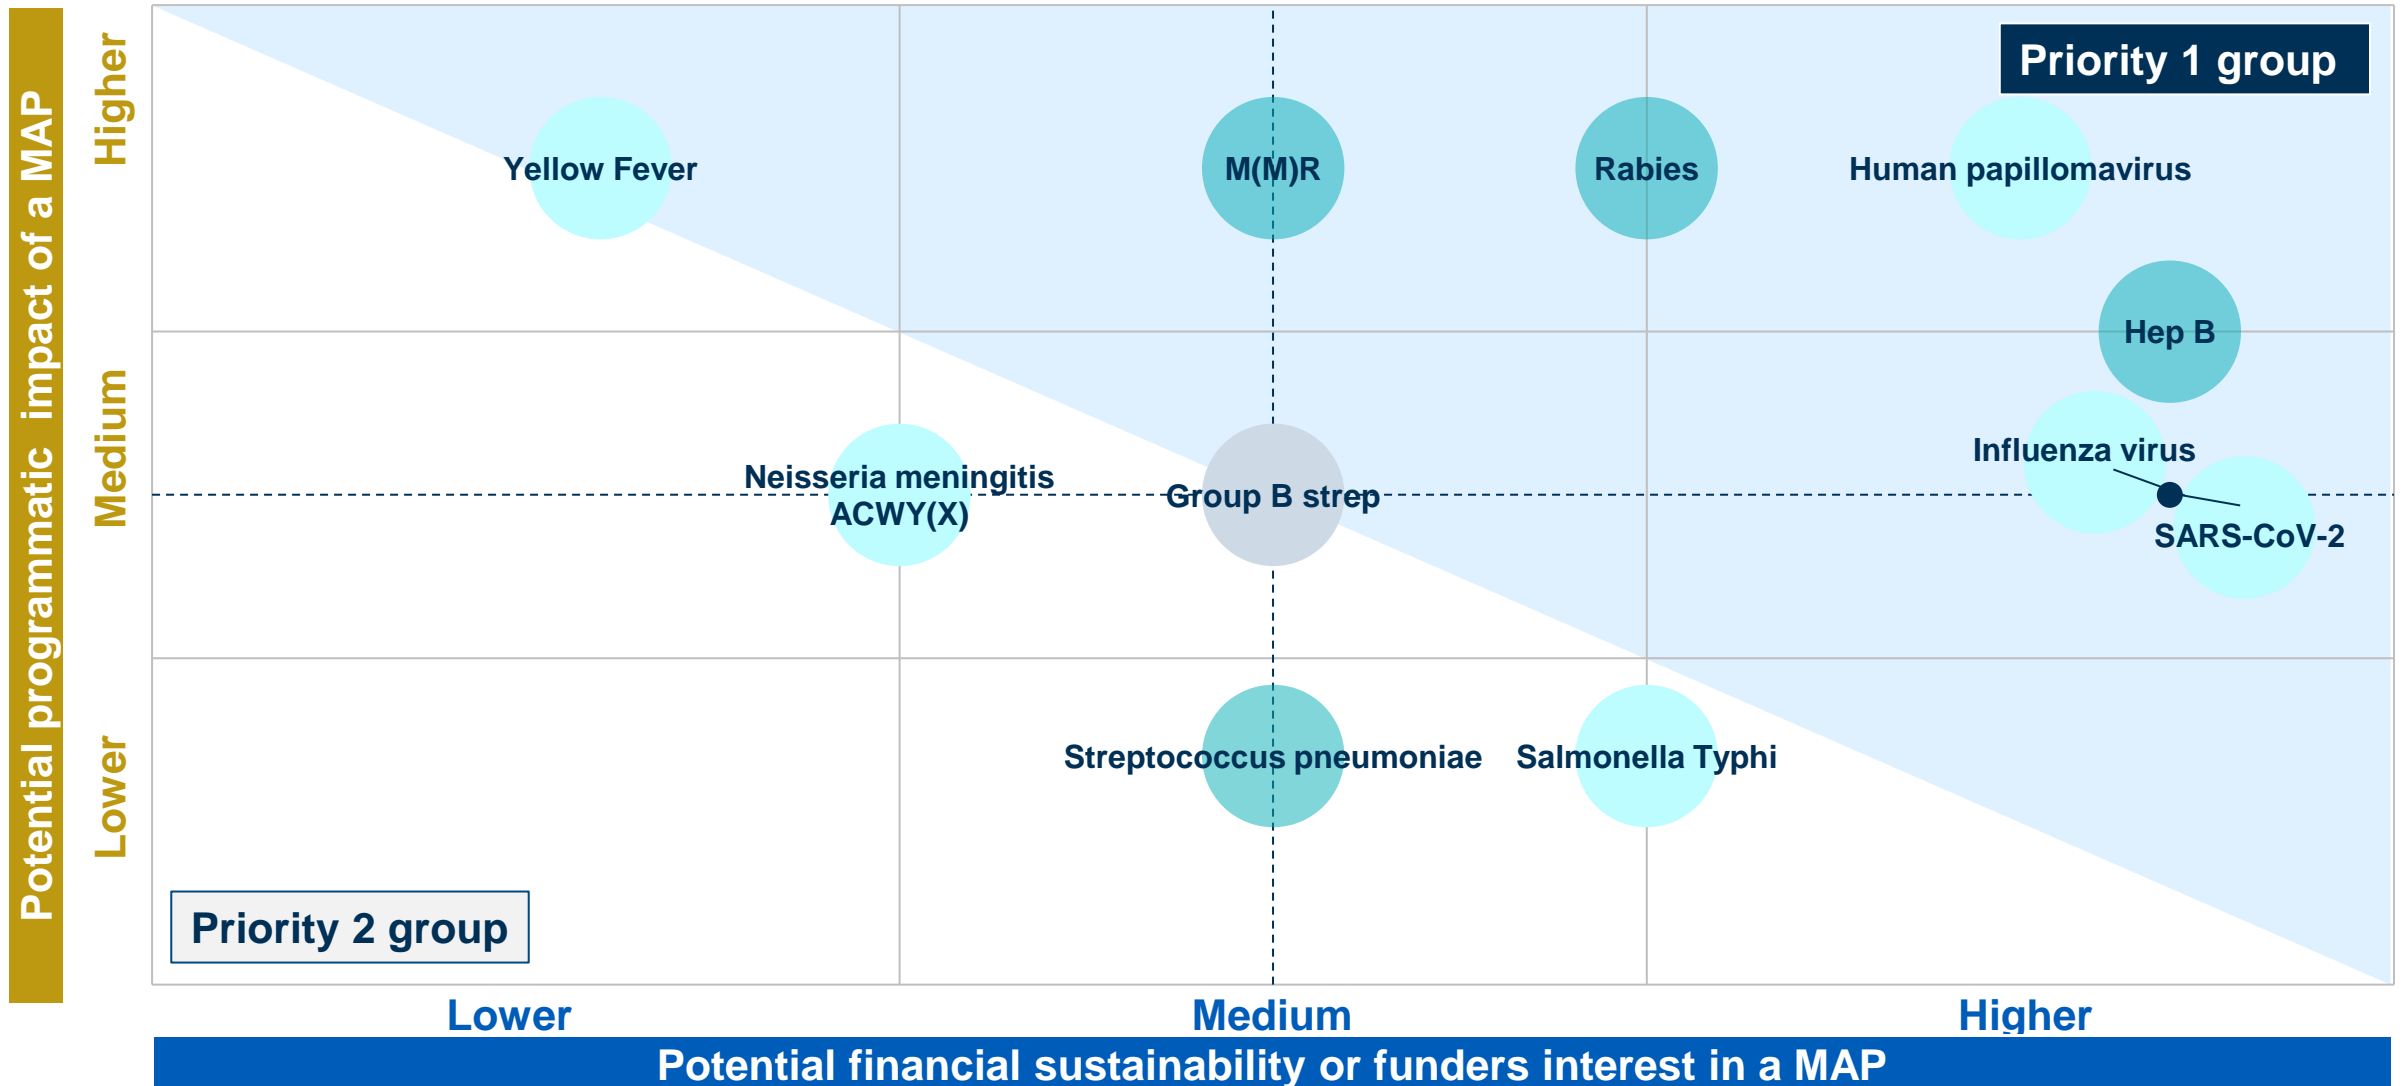 Potential programmatic impact of a MAP
Higher
Medium
Lower
Priority 1 group
Yellow Fever
M(M)R
Rabies
Human papillomavirus
Hep B
Influenza virus
Neisseria meningitis
ACWY(X)
Group B strep
SARS-CoV-2
Streptococcus pneumoniae
Salmonella Typhi
Priority 2 group
Lower
Medium
Higher
Potential financial sustainability or funders interest in a MAP